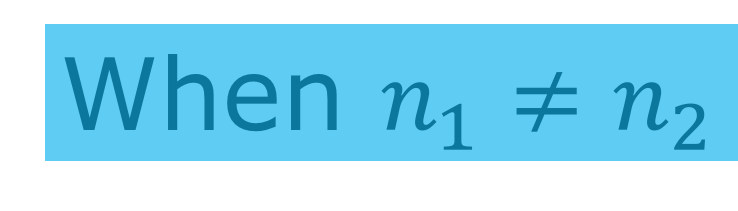 When n₁ ≠ n₂